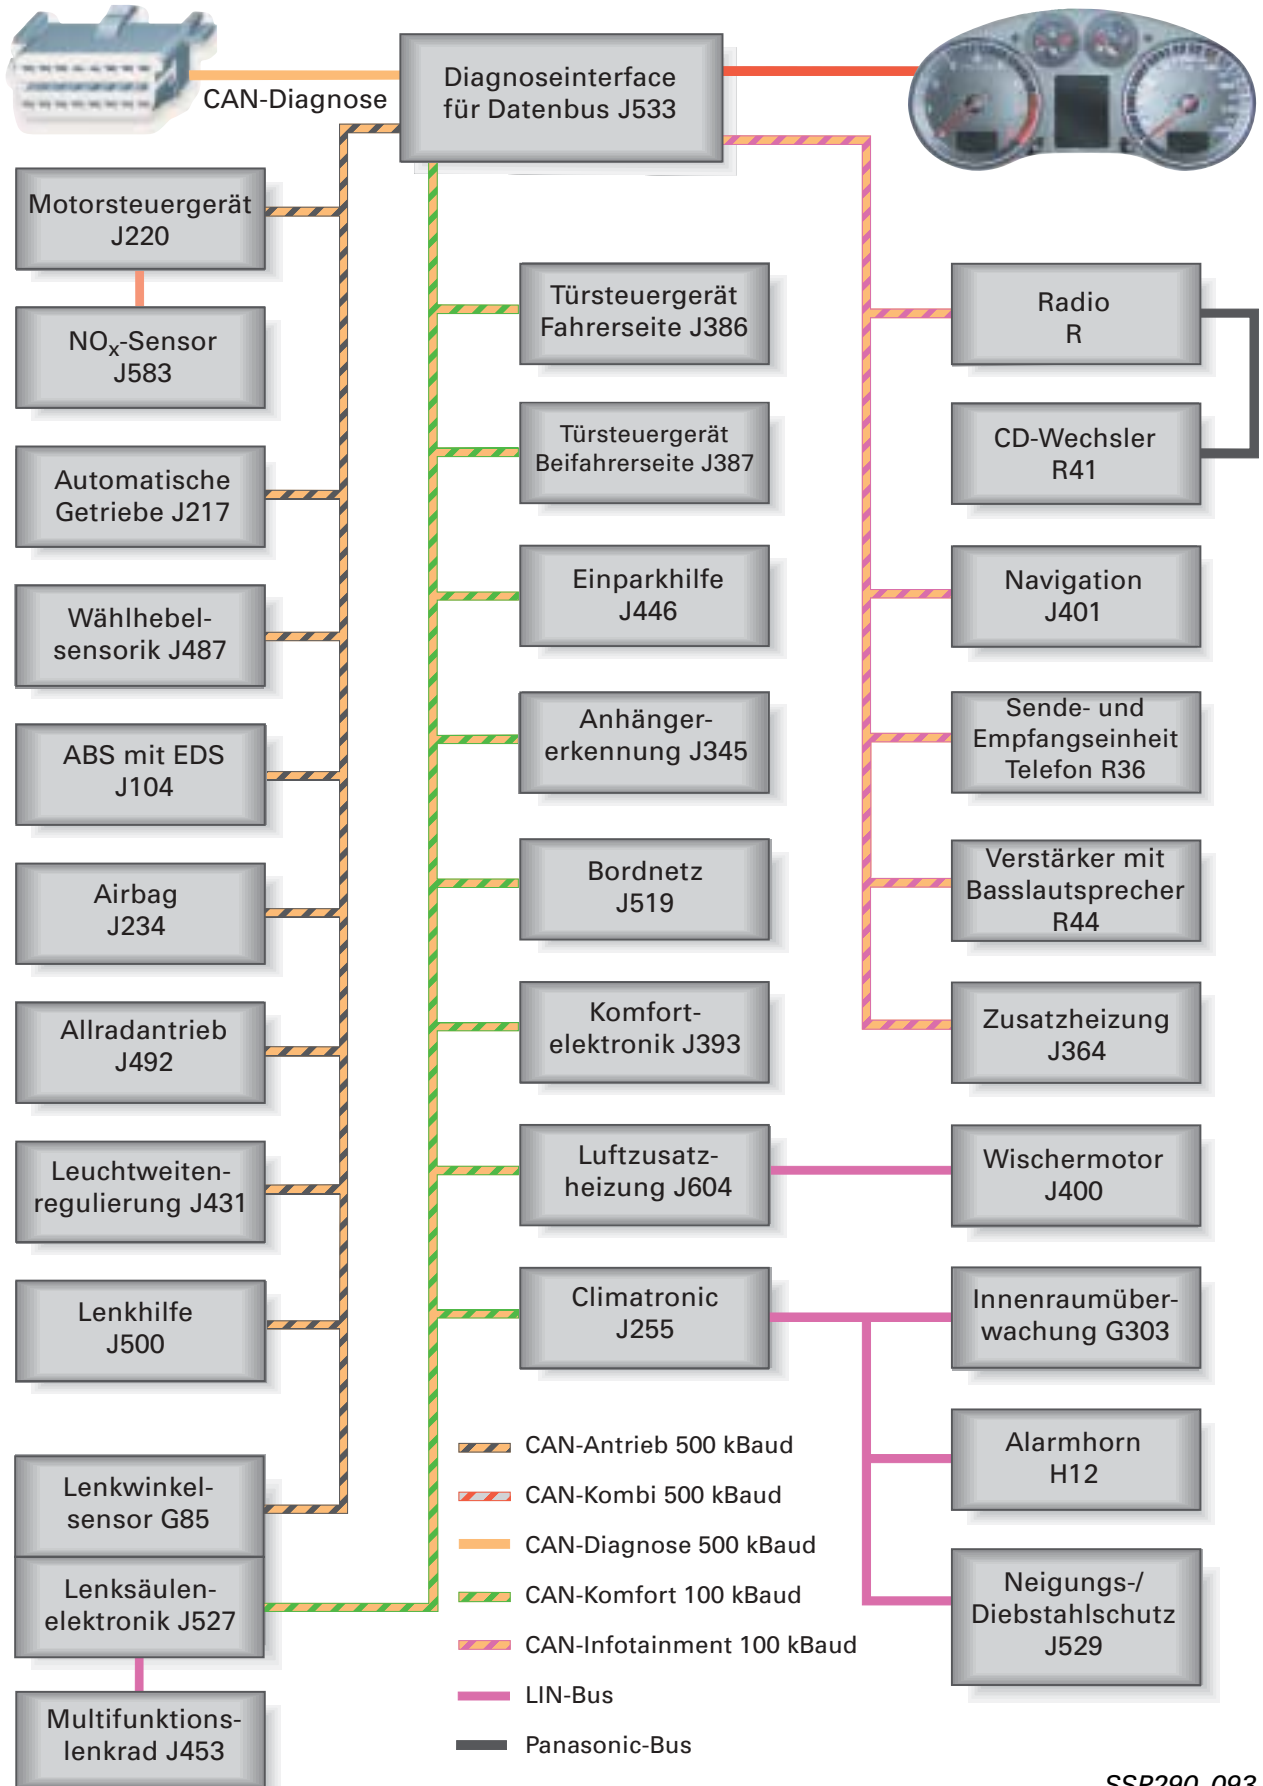 CAN-Diagnose
Diagnoseinterface
für Datenbus J533
Motorsteuergerät
J220
NOx-Sensor
J583
Automatische
Getriebe J217
Wählhebel-
sensorik J487
ABS mit EDS
J104
Airbag
J234
Allradantrieb
J492
Leuchtweiten-
regulierung J431
Lenkhilfe
J500
Lenkwinkel-
sensor G85
Lenksäulen-
elektronik J527
Multifunktions-
lenkrad J453
Türsteuergerät
Fahrerseite J386
Türsteuergerät
Beifahrerseite J387
Einparkhilfe
J446
Anhänger-
erkennung J345
Bordnetz
J519
Komfort-
elektronik J393
Luftzusatz-
heizung J604
Climatronic
J255
Radio
R
CD-Wechsler
R41
Navigation
J401
Sende- und
Empfangseinheit
Telefon R36
Verstärker mit
Basslautsprecher
R44
Zusatzheizung
J364
Wischermotor
J400
Innenraumüber-
wachung G303
Alarmhorn
H12
Neigungs-/
Diebstahlschutz
J529
CAN-Antrieb 500 kBaud
CAN-Kombi 500 kBaud
CAN-Diagnose 500 kBaud
CAN-Komfort 100 kBaud
CAN-Infotainment 100 kBaud
LIN-Bus
Panasonic-Bus
SSP290_093